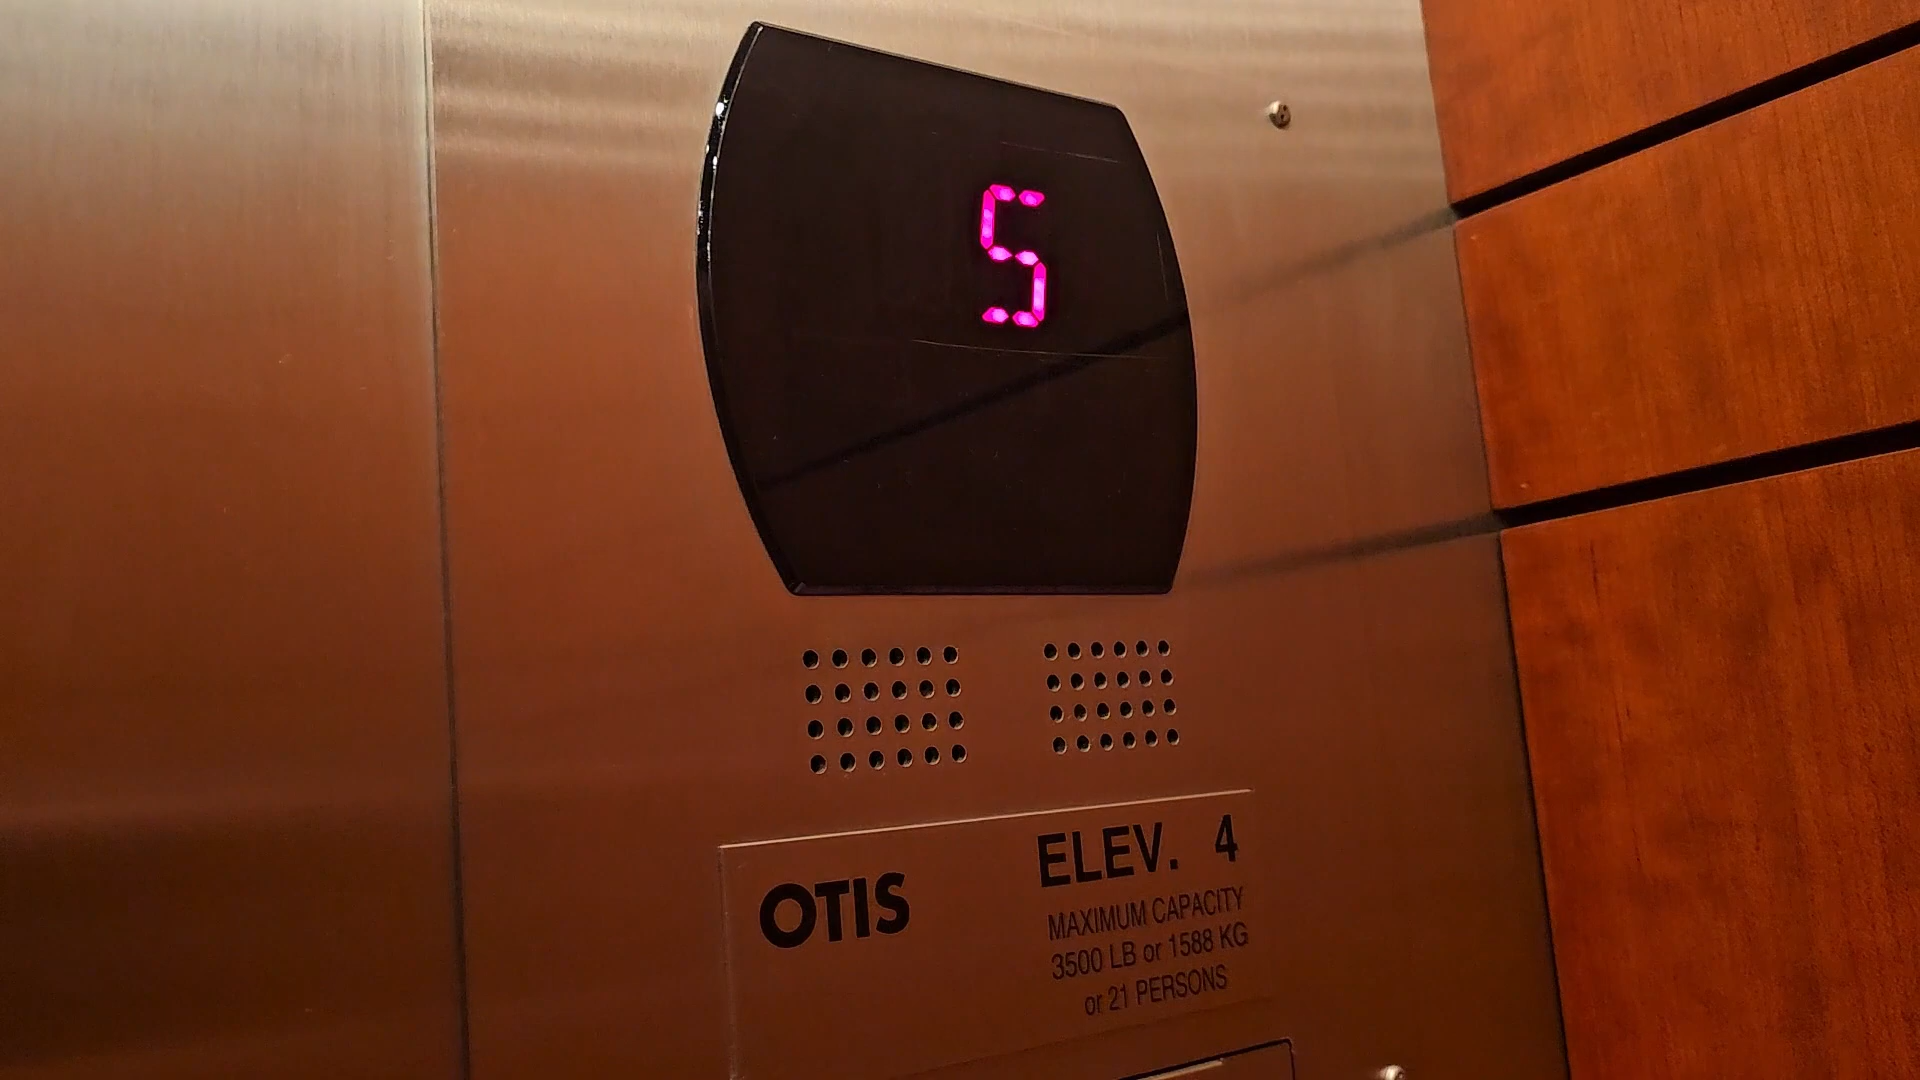 5
OTIS
ELEV. 4
MAXIMUM CAPACITY
3500 LB or 1588 KG
or 21 PERSONS